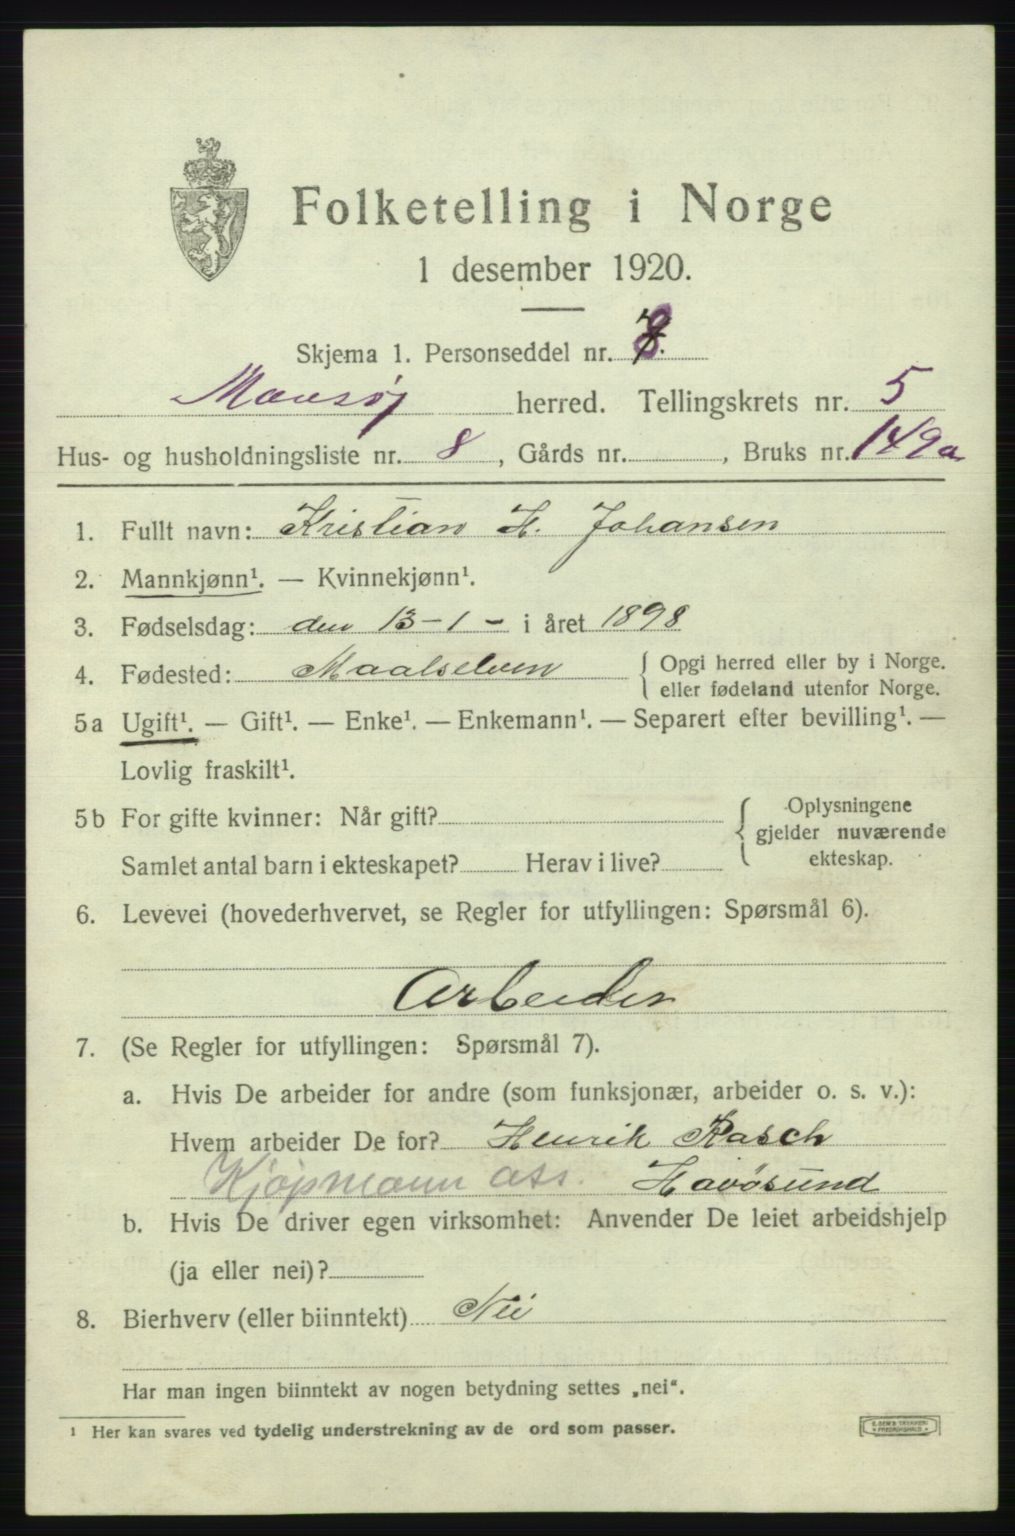 Folketelling i Norge
1 desember 1920.
Skjema 1. Personseddel nr. 8
Maasøy herred. Tellingskrets nr. 5
Hus- og husholdningsliste nr. 8, Gårds nr. , Bruks nr. 149a
1. Fullt navn: Kristian H. Johansen
2. Mannkjønn¹. — Kvinnekjønn¹.
3. Fødselsdag: den 13-1- i året 1898
4. Fødested: Maalselven { Opgi herred eller by i Norge.
eller fødeland utenfor Norge.
5a Ugift¹. — Gift¹. — Enke¹. — Enkemann¹. — Separert efter bevilling¹. —
Lovlig fraskilt¹.
5b For gifte kvinner: Når gift? { Oplysningene
gjelder nuværende
Samlet antal barn i ekteskapet? Herav i live? ekteskap.
6. Levevei (hovederhvervet, se Regler for utfyllingen: Spørsmål 6).
Arbeider
7. (Se Regler for utfyllingen: Spørsmål 7).
a. Hvis De arbeider for andre (som funksjonær, arbeider o. s. v.):
Hvem arbeider De for? Henrik Rasch
Kjøpmann ass. Havøsund
b. Hvis De driver egen virksomhet: Anvender De leiet arbeidshjelp
(ja eller nei)?
8. Bierhverv (eller biinntekt) Nei
Har man ingen biinntekt av nogen betydning settes „nei".
¹ Her kan svares ved tydelig understrekning av de ord som passer.